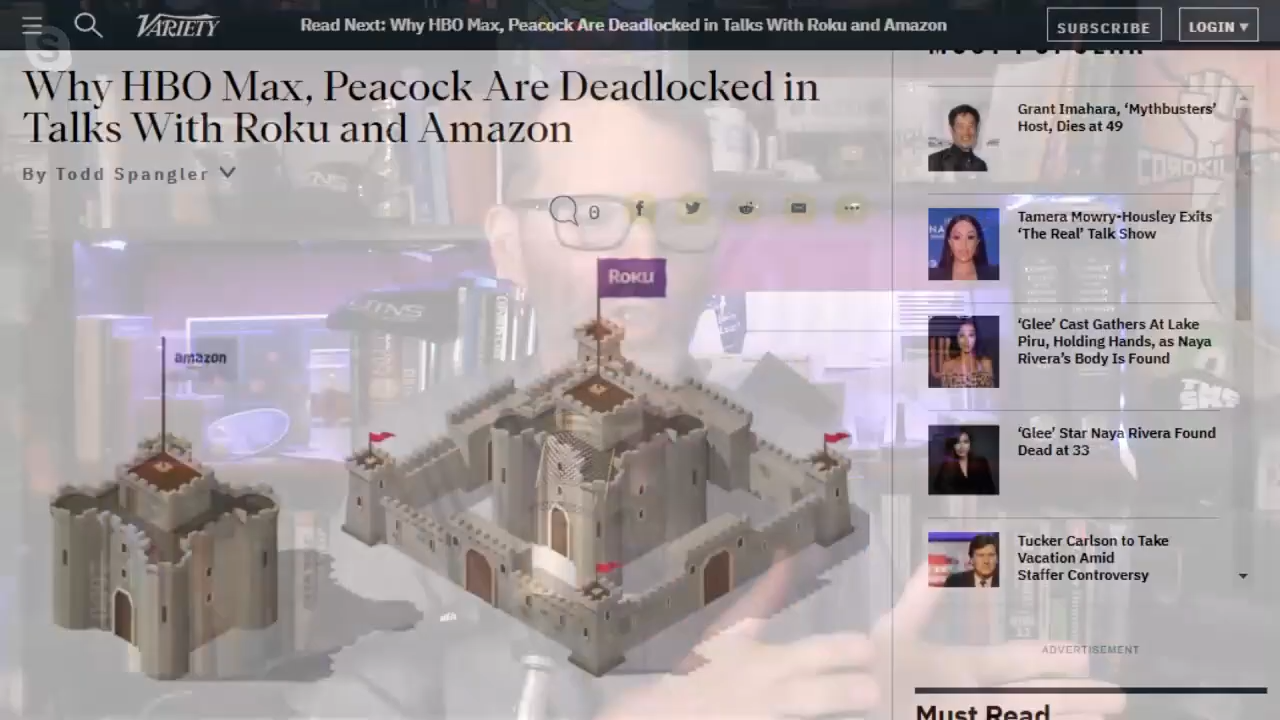 VARIETY
Read Next: Why HBO Max, Peacock Are Deadlocked in Talks With Roku and Amazon
SUBSCRIBE
LOGIN ▾
Why HBO Max, Peacock Are Deadlocked in
Talks With Roku and Amazon
By Todd Spangler
0
ROKU
amazon
MOST POPULAR
Grant Imahara, ‘Mythbusters’
Host, Dies at 49
Tamera Mowry-Housley Exits
‘The Real’ Talk Show
‘Glee’ Cast Gathers At Lake
Piru, Holding Hands, as Naya
Rivera’s Body Is Found
‘Glee’ Star Naya Rivera Found
Dead at 33
Tucker Carlson to Take
Vacation Amid
Staffer Controversy
ADVERTISEMENT
Must Read
DTNS